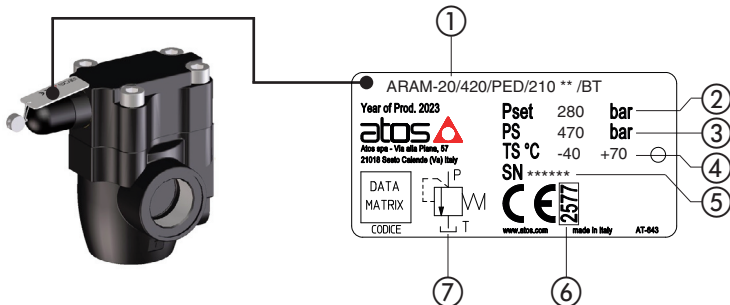 ①
ARAM-20/420/PED/210 ** /BT
Year of Prod. 2023
atos
Atos spa - Via alla Piana, 57
21018 Sesto Calende (Va) Italy
Pset 280 bar ②
PS 470 bar ③
TS °C -40 +70 ④
SN ****** ⑤
DATA
MATRIX
CODICE
P
T
CE 2577
www.atos.com made in Italy AT-643
⑦ ⑥